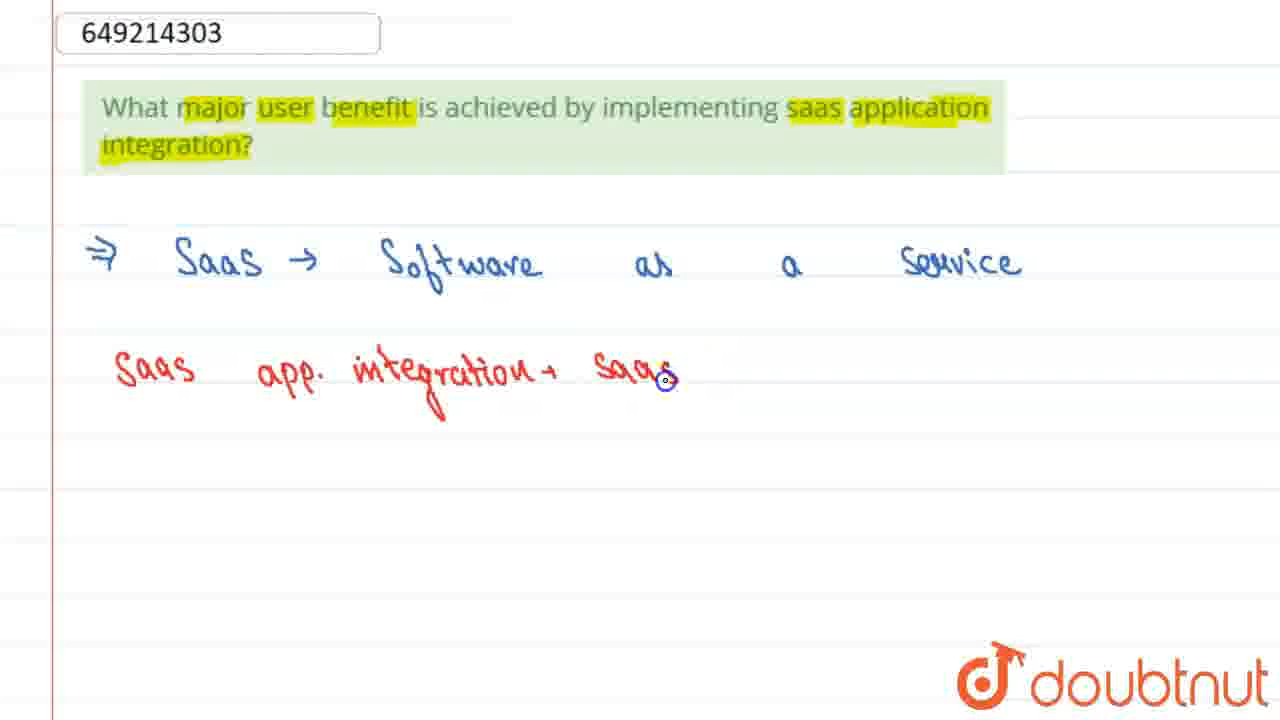 649214303
What major user benefit is achieved by implementing saas application
integration?
⇒ SaaS → Software as a service
SaaS app. integration → SaaS
doubtnut